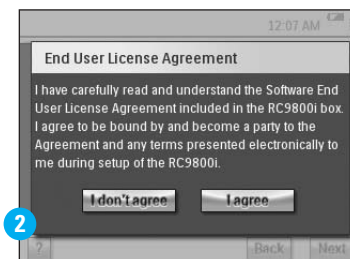 12:07 AM
End User License Agreement
I have carefully read and understand the Software End
User License Agreement included in the RC9800i box.
I agree to be bound by and become a party to the
Agreement and any terms presented electronically to
me during setup of the RC9800i.
I don't agree I agree
2
? Back Next